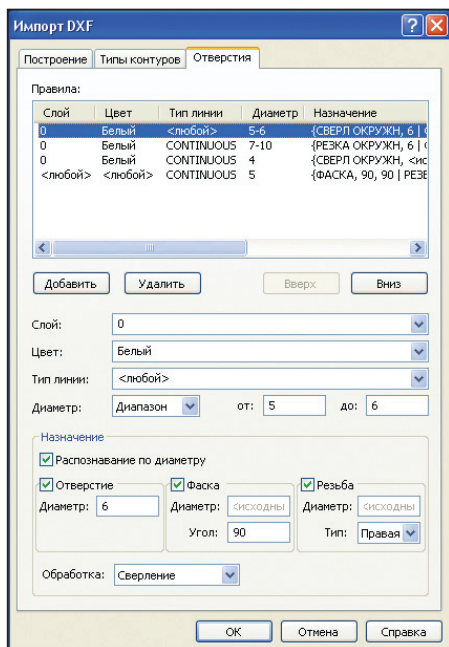 Импорт DXF
Построение Типы контуров Отверстия
Правила:
Слой Цвет Тип линии Диаметр Назначение
0 Белый <любой> 5-6 {СВЕРЛ ОКРУЖН, 6 |
0 Белый CONTINUOUS 7-10 {РЕЗКА ОКРУЖН, 6 |
0 Белый CONTINUOUS 4 {СВЕРЛ ОКРУЖН, <ис
<любой> <любой> CONTINUOUS 5 {ФАСКА, 90, 90 | РЕЗЕ
Добавить Удалить Вверх Вниз
Слой: 0
Цвет: Белый
Тип линии: <любой>
Диаметр: Диапазон от: 5 до: 6
Назначение
Распознавание по диаметру
Отверстие Фаска Резьба
Диаметр: 6 Диаметр: <исходны Диаметр: <исходны
Угол: 90 Тип: Правая
Обработка: Сверление
ОК Отмена Справка